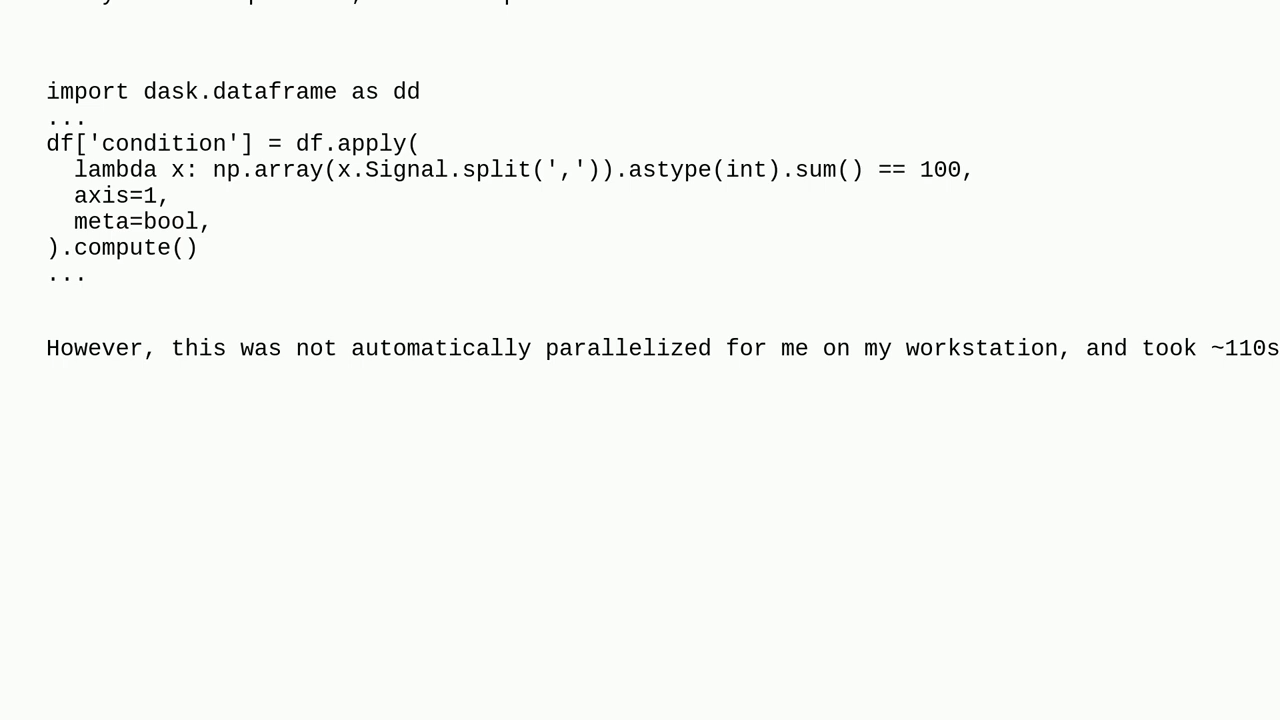 import dask.dataframe as dd
...
df['condition'] = df.apply(
  lambda x: np.array(x.Signal.split(',')).astype(int).sum() == 100,
  axis=1,
  meta=bool,
).compute()
...
However, this was not automatically parallelized for me on my workstation, and took ~110s